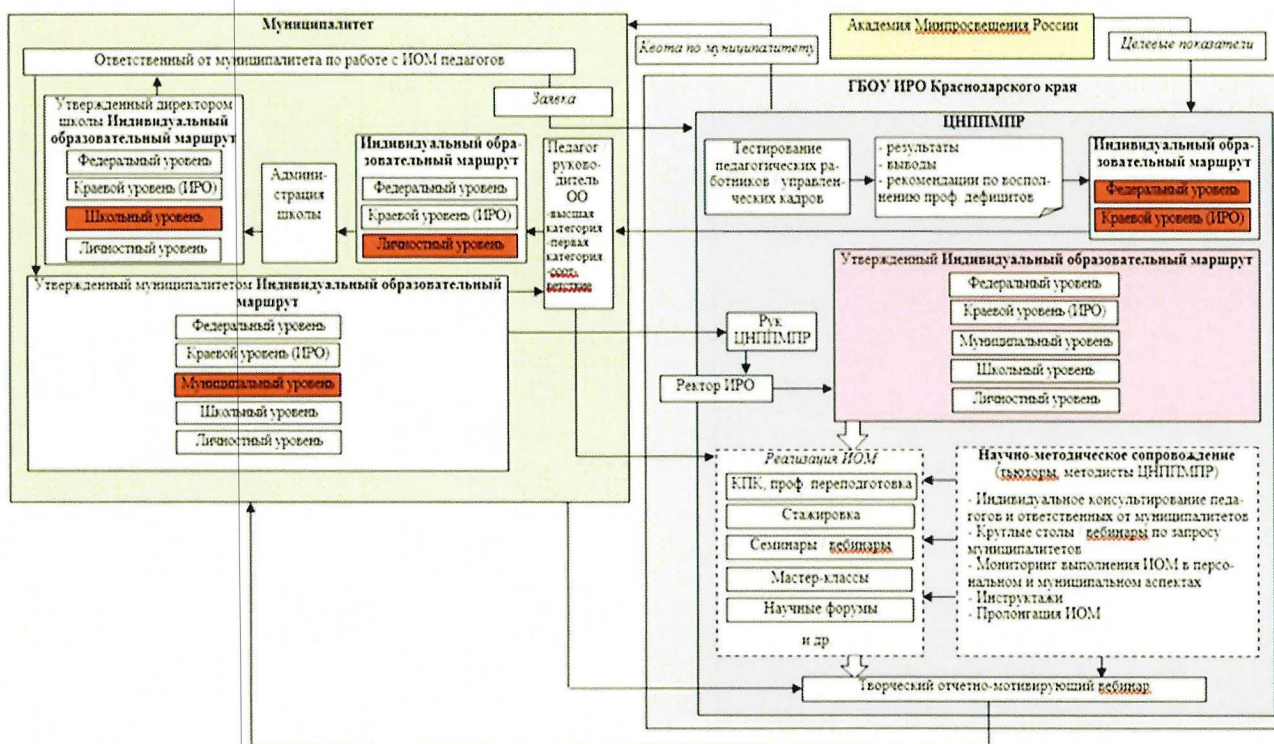 Муниципалитет
Ответственный от муниципалитета по работе с ИОМ педагогов
Заявка
Утвержденный директором
школы Индивидуальный
образовательный маршрут
Федеральный уровень
Краевой уровень (ИРО)
Школьный уровень
Личностный уровень
Админи-
страция
школы
Индивидуальный обра-
зовательный маршрут
Федеральный уровень
Краевой уровень (ИРО)
Личностный уровень
Педагог
руково-
дитель
ОО
-высшая
категория
-первая
категория
-соот-
ветствие
Утвержденный муниципалитетом Индивидуальный образовательный
маршрут
Федеральный уровень
Краевой уровень (ИРО)
Муниципальный уровень
Школьный уровень
Личностный уровень
Квота по муниципалитету
Академия Минпросвещения России
Целевые показатели
ГБОУ ИРО Краснодарского края
ЦНППМПР
Тестирование
педагогических ра-
ботников / управлен-
ческих кадров
- результаты
- выводы
- рекомендации по воспол-
нению проф. дефицитов
Индивидуальный обра-
зовательный маршрут
Федеральный уровень
Краевой уровень (ИРО)
Утвержденный Индивидуальный образовательный маршрут
Федеральный уровень
Краевой уровень (ИРО)
Муниципальный уровень
Школьный уровень
Личностный уровень
Рук
ЦНППМПР
Ректор ИРО
Реализация ИОМ
КПК, проф. переподготовка
Стажировка
Семинары / вебинары
Мастер-классы
Научные форумы
и др
Научно-методическое сопровождение
(тьюторы, методисты ЦНППМПР)
- Индивидуальное консультирование педа-
гогов и ответственных от муниципалитетов
- Круглые столы / вебинары по запросу
муниципалитетов
- Мониторинг выполнения ИОМ в персо-
нальном и муниципальном аспектах
- Инструктажи
- Пролонгация ИОМ
Творческий отчетно-мотивирующий вебинар